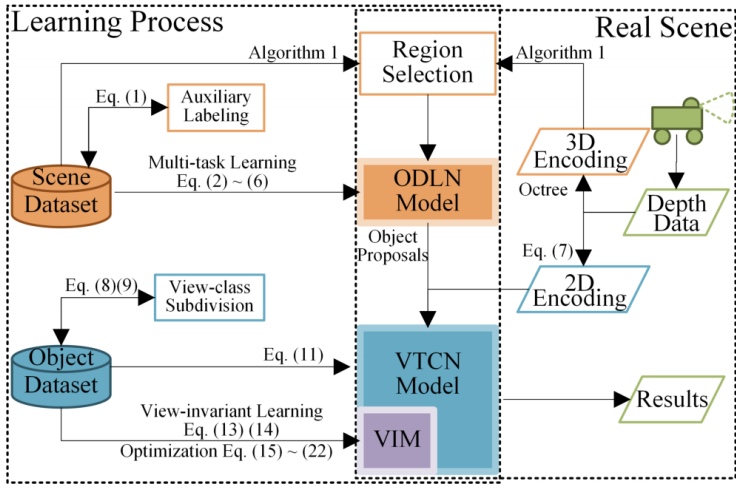 Learning Process
Real Scene
Algorithm 1
Region
Selection
Algorithm 1
Eq. (1)
Auxiliary
Labeling
3D
Encoding
Scene
Dataset
Multi-task Learning
Eq. (2) ~ (6)
ODLN
Model
Octree
Depth
Data
Object
Proposals
Eq. (7)
2D
Encoding
Eq. (8)(9)
View-class
Subdivision
Object
Dataset
Eq. (11)
VTCN
Model
Results
View-invariant Learning
Eq. (13) (14)
Optimization Eq. (15) ~ (22)
VIM